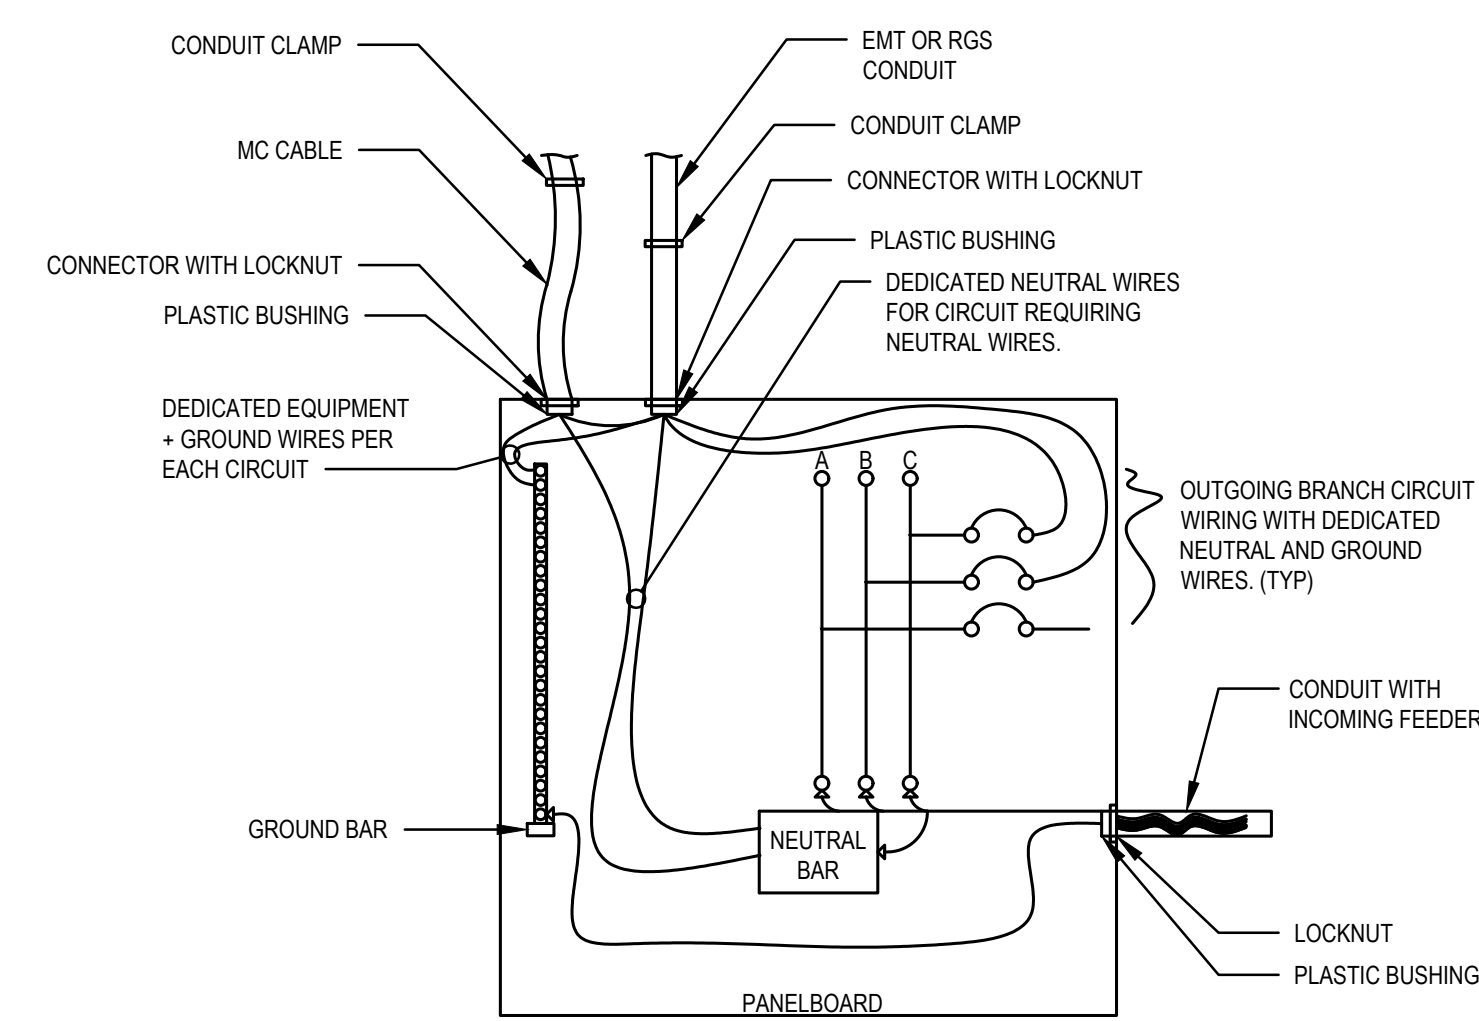 CONDUIT CLAMP
MC CABLE
CONNECTOR WITH LOCKNUT
PLASTIC BUSHING
DEDICATED EQUIPMENT
+ GROUND WIRES PER
EACH CIRCUIT
GROUND BAR
EMT OR RGS
CONDUIT
CONDUIT CLAMP
CONNECTOR WITH LOCKNUT
PLASTIC BUSHING
DEDICATED NEUTRAL WIRES
FOR CIRCUIT REQUIRING
NEUTRAL WIRES.
A B C
OUTGOING BRANCH CIRCUIT
WIRING WITH DEDICATED
NEUTRAL AND GROUND
WIRES. (TYP)
CONDUIT WITH
INCOMING FEEDER
NEUTRAL
BAR
LOCKNUT
PLASTIC BUSHING
PANELBOARD